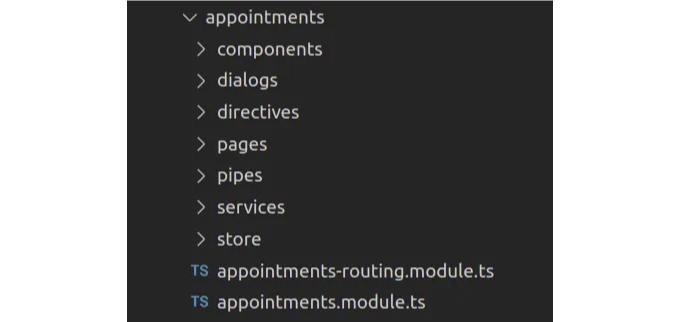 appointments
components
dialogs
directives
pages
pipes
services
store
TS appointments-routing.module.ts
TS appointments.module.ts